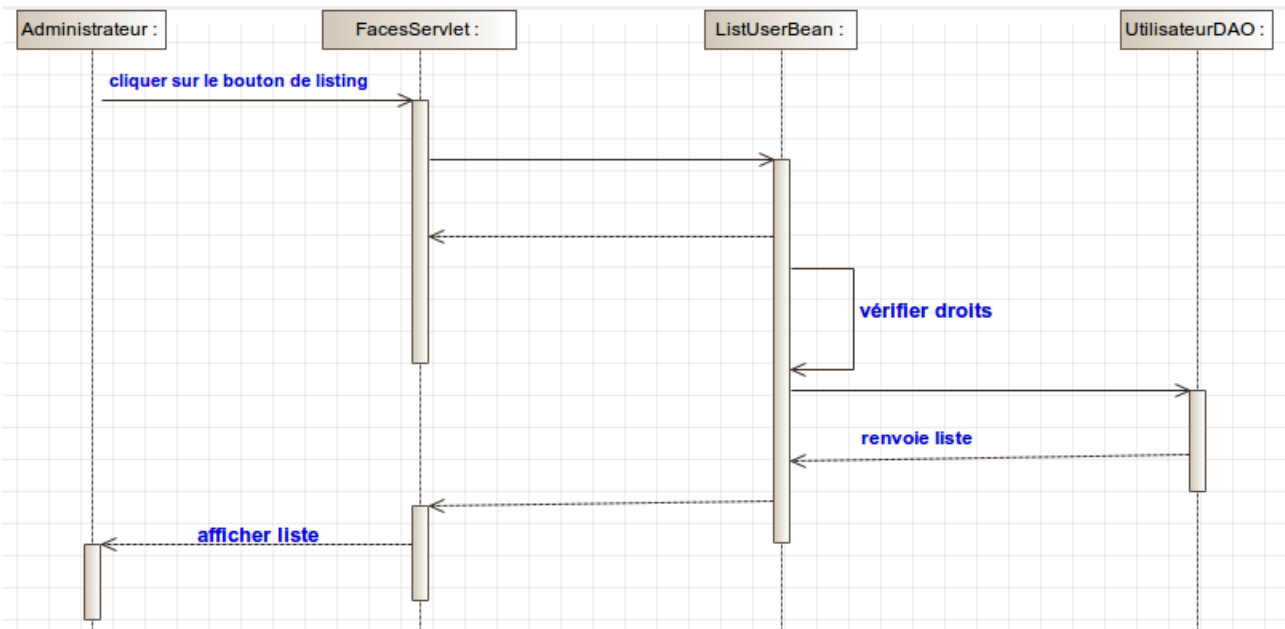 Administrateur :
FacesServlet :
ListUserBean :
UtilisateurDAO :
cliquer sur le bouton de listing
vérifier droits
renvoie liste
afficher liste